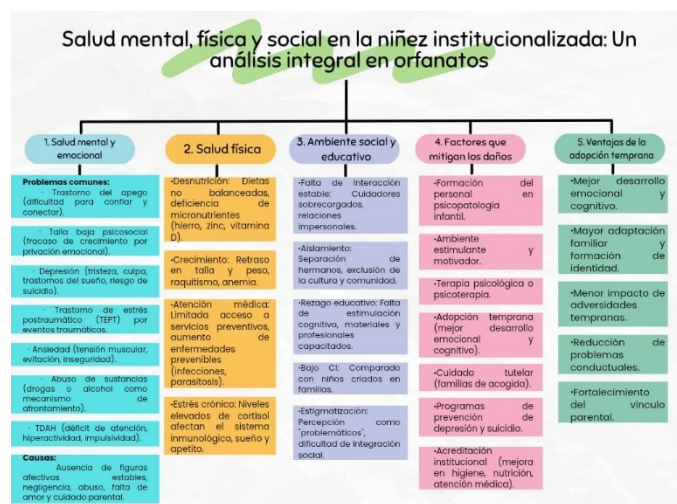 Salud mental, física y social en la niñez institucionalizada: Un
análisis integral en orfanatos
1. Salud mental y
emocional
Problemas comunes:
· Trastorno del apego
(dificultad para confiar y
conectar).
· Talla baja psicosocial
(fracaso de crecimiento por
privación emocional).
· Depresión (tristeza, culpa,
trastornos del sueño, riesgo de
suicidio).
· Trastorno de estrés
postraumático (TEPT) por
eventos traumáticos.
· Ansiedad (tensión muscular,
evitación, inseguridad).
· Abuso de sustancias
(drogas o alcohol como
mecanismo de
afrontamiento).
· TDAH (déficit de atención,
hiperactividad, impulsividad).
Causas:
Ausencia de figuras
afectivas estables,
negligencia, abuso, falta de
amor y cuidado parental.
2. Salud física
•Desnutrición: Dietas
no balanceadas,
deficiencia de
micronutrientes
(hierro, zinc, vitamina
D).
•Crecimiento: Retraso
en talla y peso,
raquitismo, anemia.
•Atención médica:
Limitada acceso a
servicios preventivos,
aumento de
enfermedades
prevenibles
(infecciones,
parasitosis).
•Estrés crónico: Niveles
elevados de cortisol
afectan el sistema
inmunológico, sueño y
apetito.
3. Ambiente social y
educativo
•Falta de interacción
estable: Cuidadores
sobrecargados,
relaciones
impersonales.
•Aislamiento:
Separación de
hermanos, exclusión de
la cultura y comunidad.
•Rezago educativo: Falta
de estimulación
cognitiva, materiales y
profesionales
capacitados.
•Bajo CI: Comparado
con niños criados en
familias.
•Estigmatización:
Percepción como
"problemáticos",
dificultad de integración
social.
4. Factores que
mitigan los daños
•Formación del
personal en
psicopatología
infantil.
•Ambiente
estimulante y
motivador.
•Terapia psicológica o
psicoterapia.
•Adopción temprana
(mejor desarrollo
emocional y
cognitivo).
•Cuidado tutelar
(familias de acogida).
•Programas de
prevención de
depresión y suicidio.
•Acreditación
institucional (mejora
en higiene, nutrición,
atención médica).
5. Ventajas de la
adopción temprana
•Mejor desarrollo
emocional y
cognitivo.
•Mayor adaptación
familiar y
formación de
identidad.
•Menor impacto de
adversidades
tempranas.
•Reducción de
problemas
conductuales.
•Fortalecimiento
del vínculo
parental.